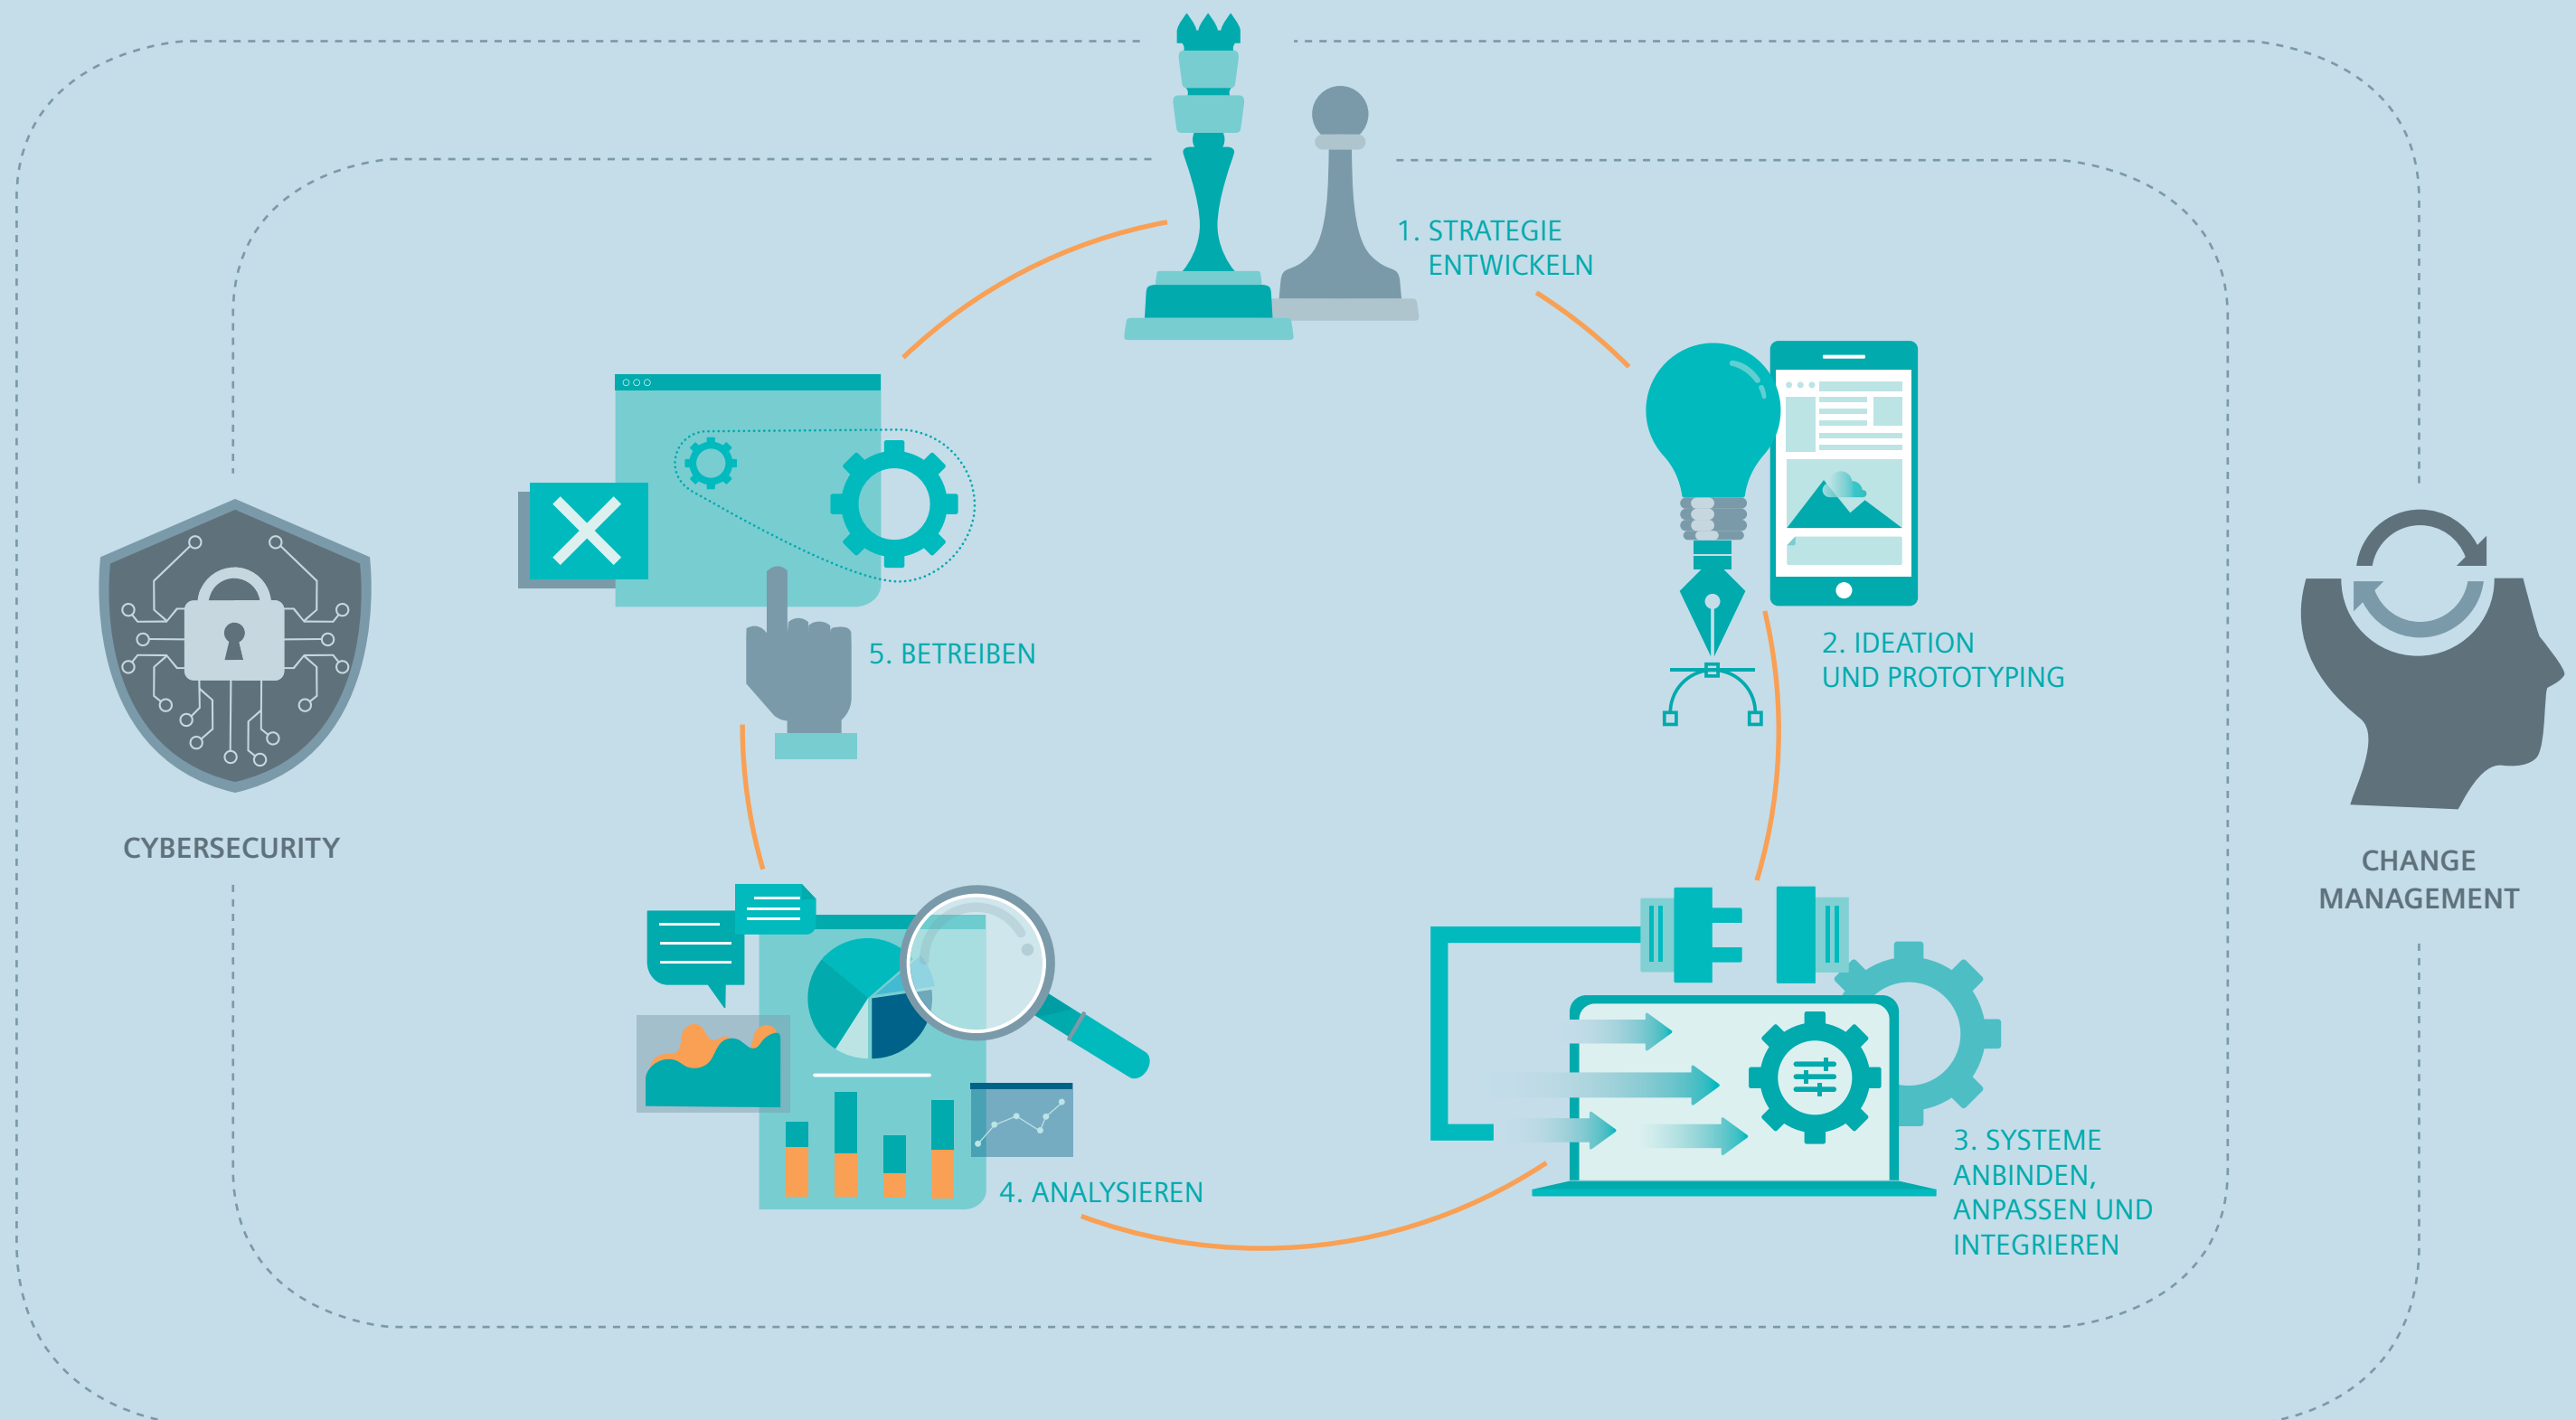 1. STRATEGIE
ENTWICKELN
2. IDEATION
UND PROTOTYPING
3. SYSTEME
ANBINDEN,
ANPASSEN UND
INTEGRIEREN
4. ANALYSIEREN
5. BETREIBEN
CYBERSECURITY
CHANGE
MANAGEMENT